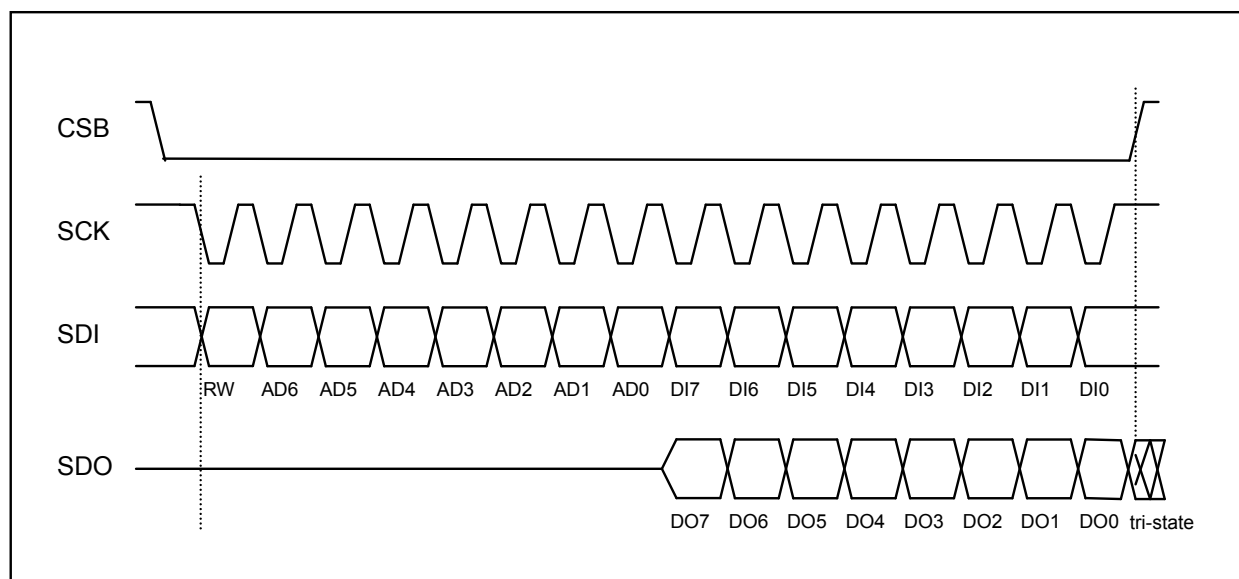 CSB
SCK
SDI
RW AD6 AD5 AD4 AD3 AD2 AD1 AD0 DI7 DI6 DI5 DI4 DI3 DI2 DI1 DI0
SDO
DO7 DO6 DO5 DO4 DO3 DO2 DO1 DO0 tri-state